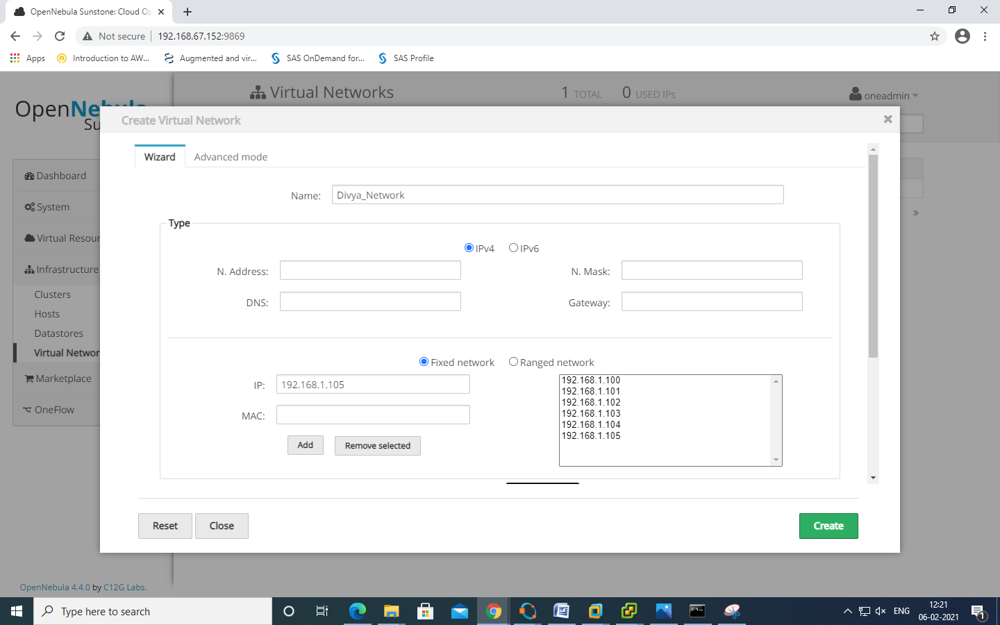 OpenNebula Sunstone: Cloud Op
Not secure 192.168.67.152:9869
Apps Introduction to AW... Augmented and vir... SAS OnDemand for... SAS Profile
OpenNebula
Su
Virtual Networks 1 TOTAL 0 USED IPs oneadmin
Create Virtual Network
Wizard Advanced mode
Name: Divya_Network
Type
IPv4 IPv6
N. Address: N. Mask:
DNS: Gateway:
Fixed network Ranged network
IP: 192.168.1.105
MAC:
Add Remove selected
192.168.1.100
192.168.1.101
192.168.1.102
192.168.1.103
192.168.1.104
192.168.1.105
Reset Close Create
Dashboard
System
Virtual Resour
Infrastructure
Clusters
Hosts
Datastores
Virtual Networ
Marketplace
OneFlow
OpenNebula 4.4.0 by C12G Labs.
Type here to search
ENG
12:21
06-02-2021
1